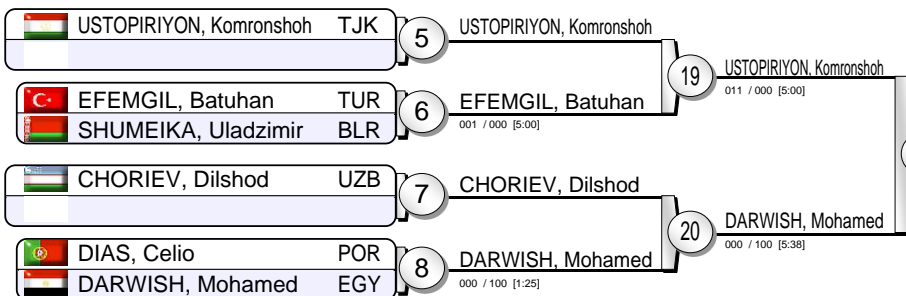 USTOPIRIYON, Komronshoh TJK
5
USTOPIRIYON, Komronshoh
19
USTOPIRIYON, Komronshoh
011 / 000 [5:00]
EFEMGIL, Batuhan TUR
SHUMEIKA, Uladzimir BLR
6
EFEMGIL, Batuhan
001 / 000 [5:00]
CHORIEV, Dilshod UZB
7
CHORIEV, Dilshod
20
DARWISH, Mohamed
000 / 100 [5:38]
DIAS, Celio POR
DARWISH, Mohamed EGY
8
DARWISH, Mohamed
000 / 100 [1:25]